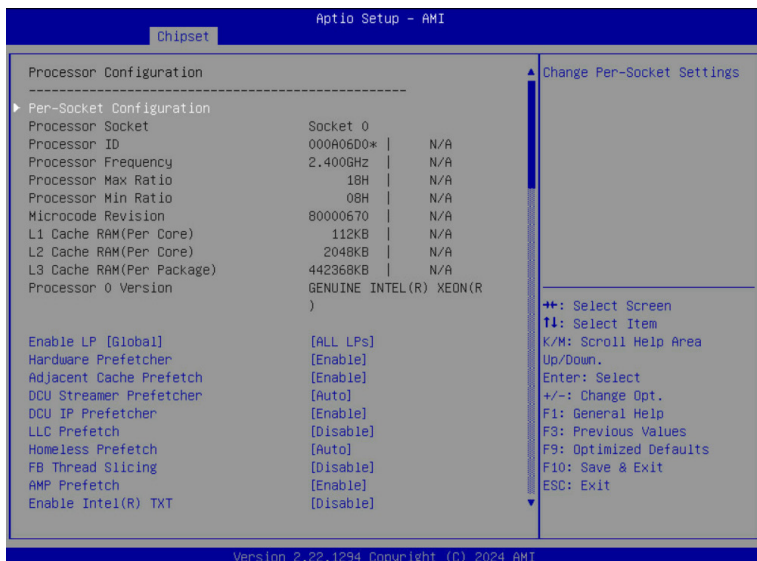 Aptio Setup - AMI
Chipset
Processor Configuration
--------------------------------------------------
Per-Socket Configuration
Processor Socket Socket 0
Processor ID 000A06D0* | N/A
Processor Frequency 2.400GHz | N/A
Processor Max Ratio 18H | N/A
Processor Min Ratio 08H | N/A
Microcode Revision 80000670 | N/A
L1 Cache RAM(Per Core) 112KB | N/A
L2 Cache RAM(Per Core) 2048KB | N/A
L3 Cache RAM(Per Package) 442368KB | N/A
Processor 0 Version GENUINE INTEL(R) XEON(R
)
Enable LP [Global] [ALL LPs]
Hardware Prefetcher [Enable]
Adjacent Cache Prefetch [Enable]
DCU Streamer Prefetcher [Auto]
DCU IP Prefetcher [Enable]
LLC Prefetch [Disable]
Homeless Prefetch [Auto]
FB Thread Slicing [Disable]
AMP Prefetch [Enable]
Enable Intel(R) TXT [Disable]
Change Per-Socket Settings
→←: Select Screen
↑↓: Select Item
K/M: Scroll Help Area
Up/Down.
Enter: Select
+/-: Change Opt.
F1: General Help
F3: Previous Values
F9: Optimized Defaults
F10: Save & Exit
ESC: Exit
Version 2.22.1294 Copyright (C) 2024 AMI